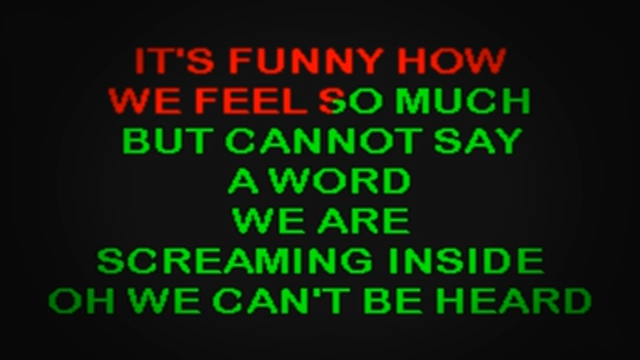 IT'S FUNNY HOW
WE FEEL SO MUCH
BUT CANNOT SAY
A WORD
WE ARE
SCREAMING INSIDE
OH WE CAN'T BE HEARD